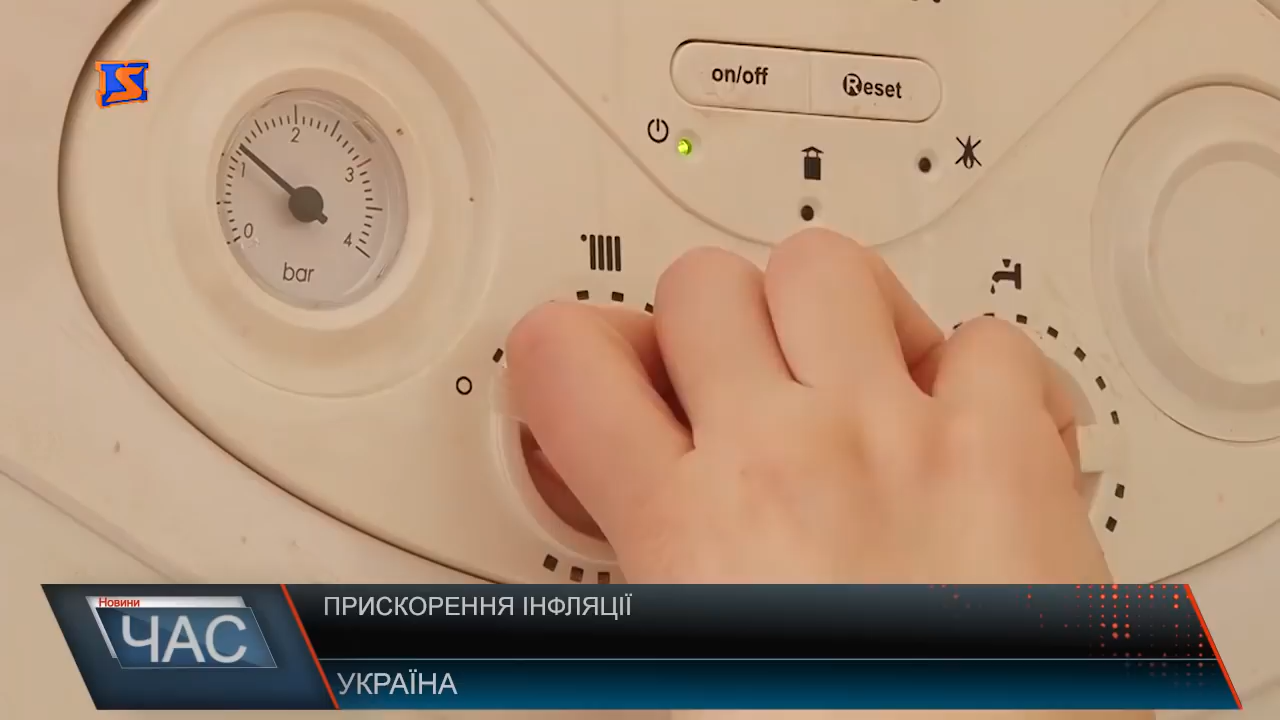 on/off Reset
2
1 3
0 4
bar
Новини
ЧАС
ПРИСКОРЕННЯ ІНФЛЯЦІЇ
УКРАЇНА